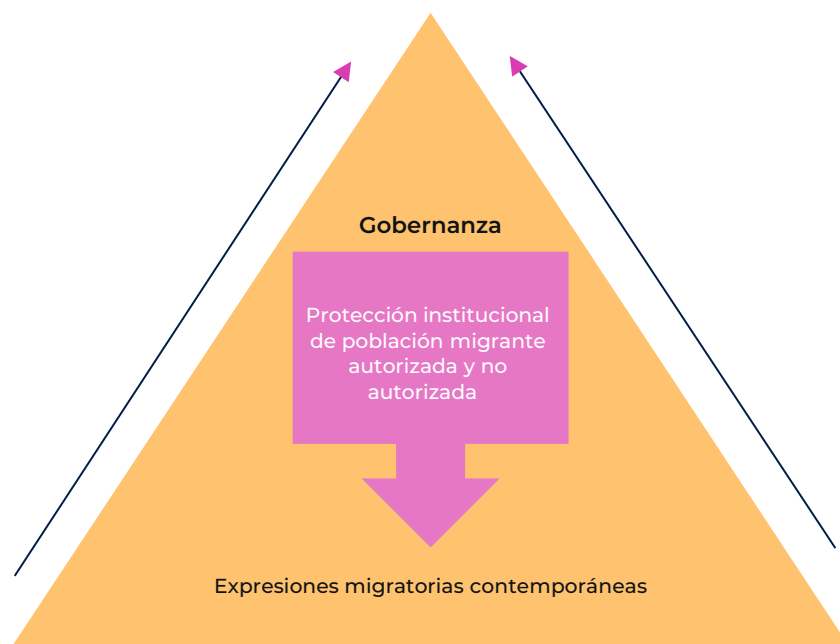 Gobernanza
Protección institucional
de población migrante
autorizada y no
autorizada
Expresiones migratorias contemporáneas